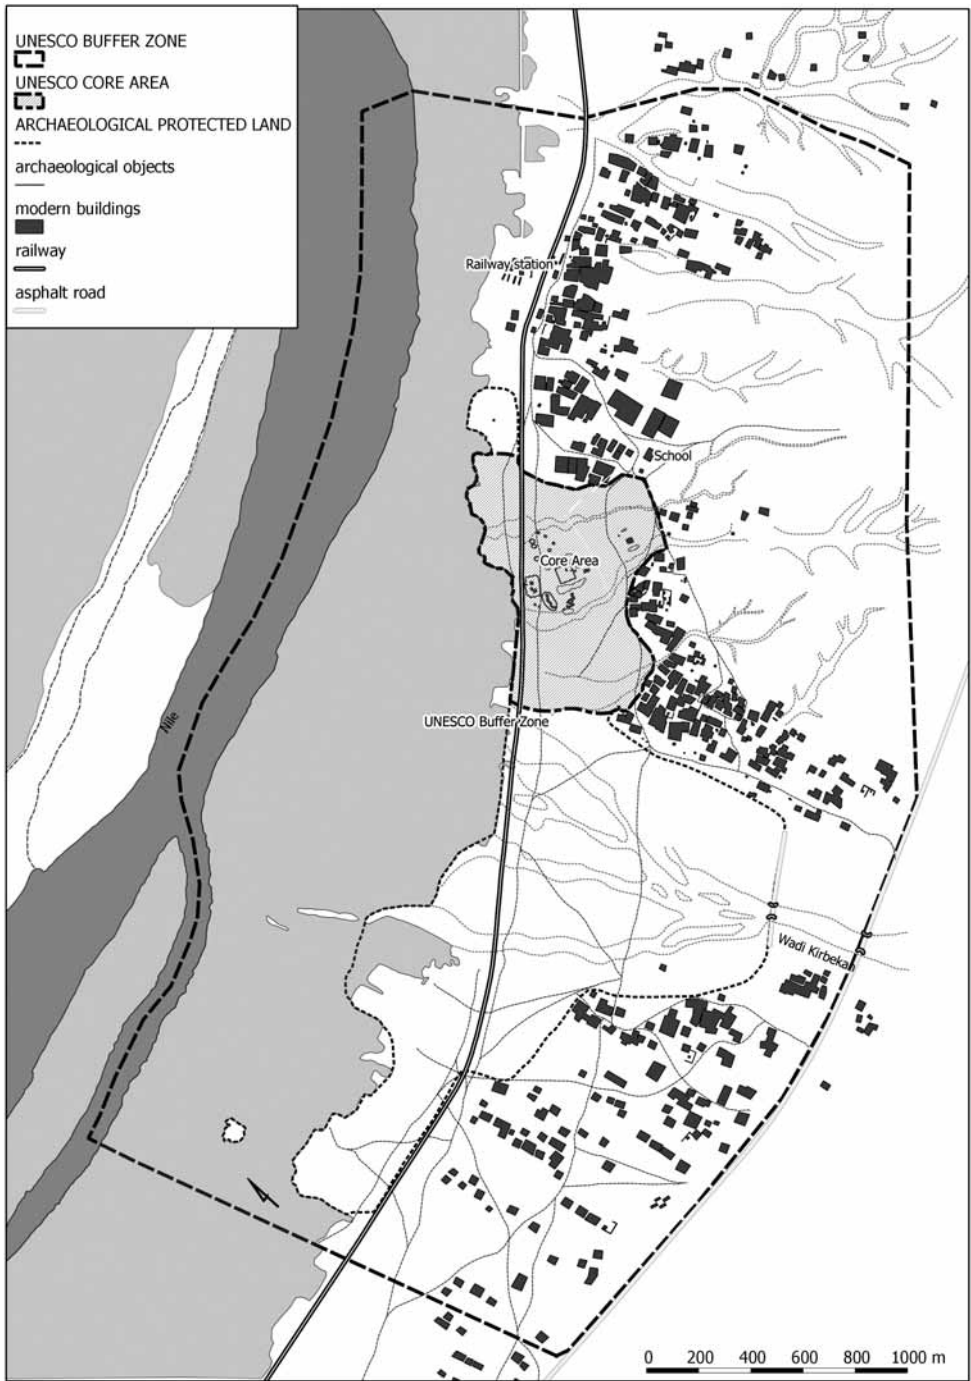 UNESCO BUFFER ZONE
UNESCO CORE AREA
ARCHAEOLOGICAL PROTECTED LAND
archaeological objects
modern buildings
railway
asphalt road
Railway station
School
Core Area
Nile
UNESCO Buffer Zone
Wadi Kirbekan
0 200 400 600 800 1000 m